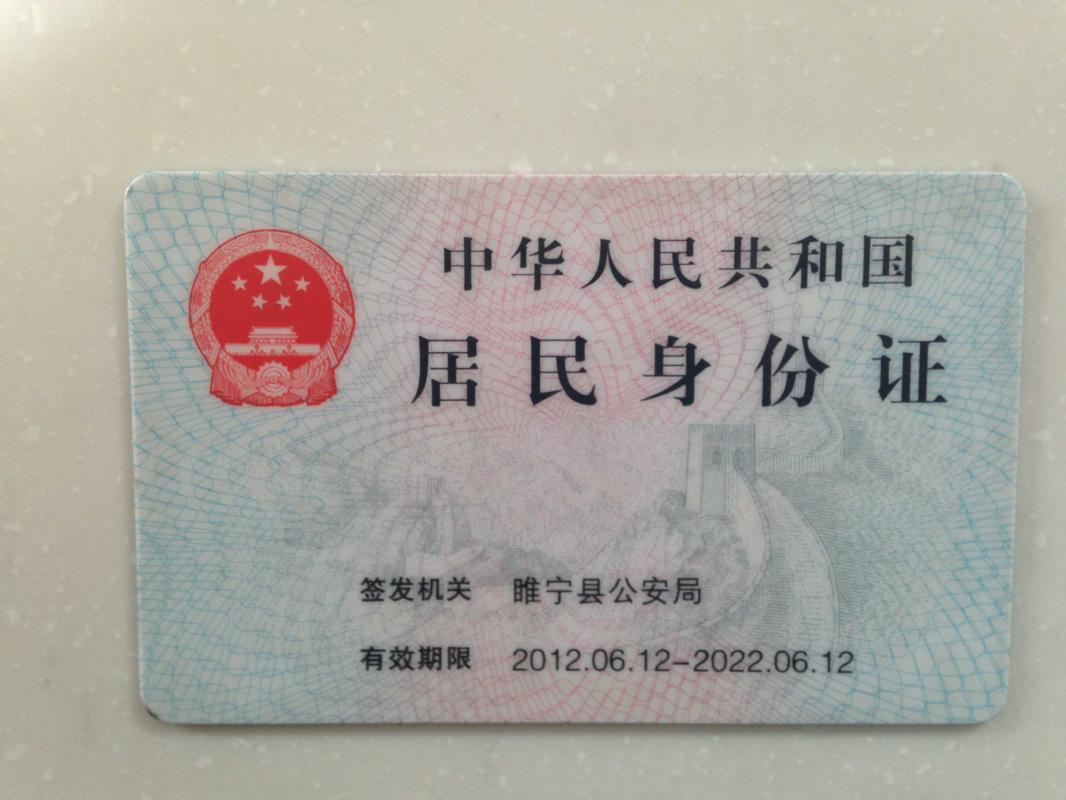 中华人民共和国
居民身份证
签发机关 睢宁县公安局
有效期限 2012.06.12-2022.06.12